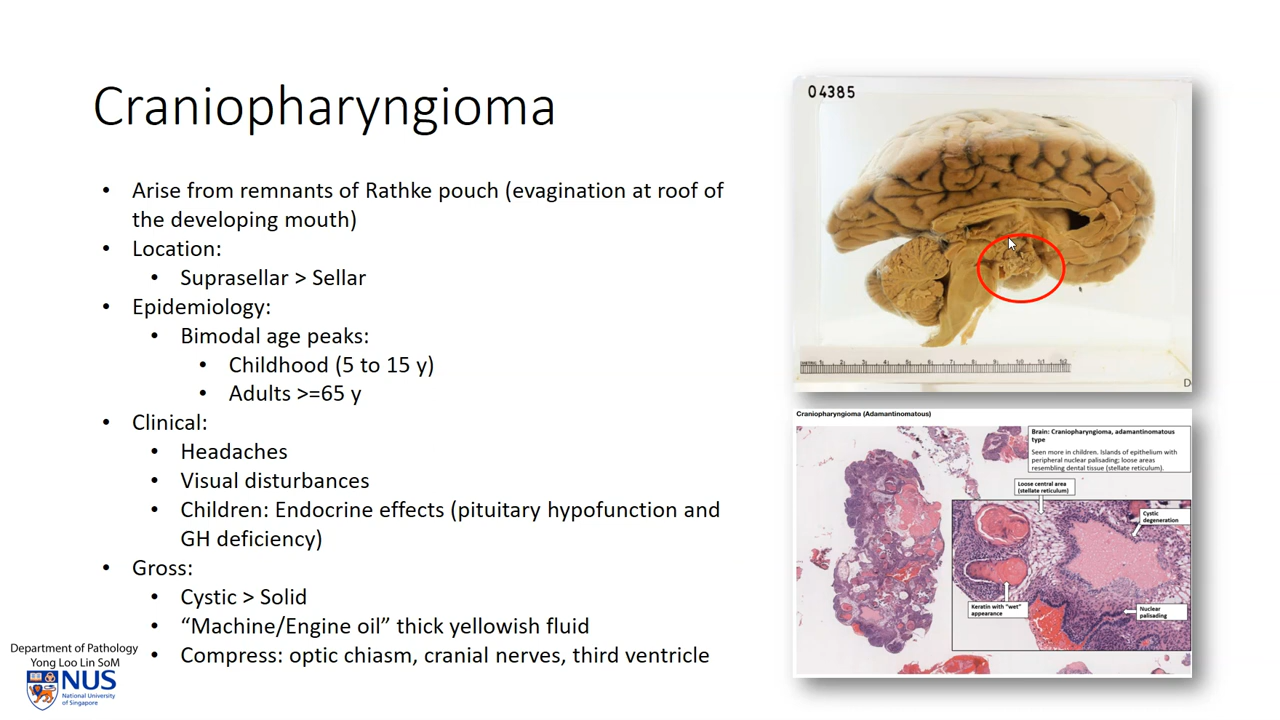 Craniopharyngioma
• Arise from remnants of Rathke pouch (evagination at roof of
the developing mouth)
• Location:
• Suprasellar > Sellar
• Epidemiology:
• Bimodal age peaks:
• Childhood (5 to 15 y)
• Adults >=65 y
• Clinical:
• Headaches
• Visual disturbances
• Children: Endocrine effects (pituitary hypofunction and
GH deficiency)
• Gross:
• Cystic > Solid
• “Machine/Engine oil” thick yellowish fluid
• Compress: optic chiasm, cranial nerves, third ventricle
Department of Pathology
Yong Loo Lin SoM
NUS
National University
of Singapore
04385
D
Craniopharyngioma (Adamantinomatous)
Brain: Craniopharyngioma, adamantinomatous
type
Seen more in children. Islands of epithelium with
peripheral nuclear palisading; loose areas
resembling dental tissue (stellate reticulum).
Loose central area
(stellate reticulum)
Cystic
degeneration
Keratin with “wet”
appearance
Nuclear
palisading